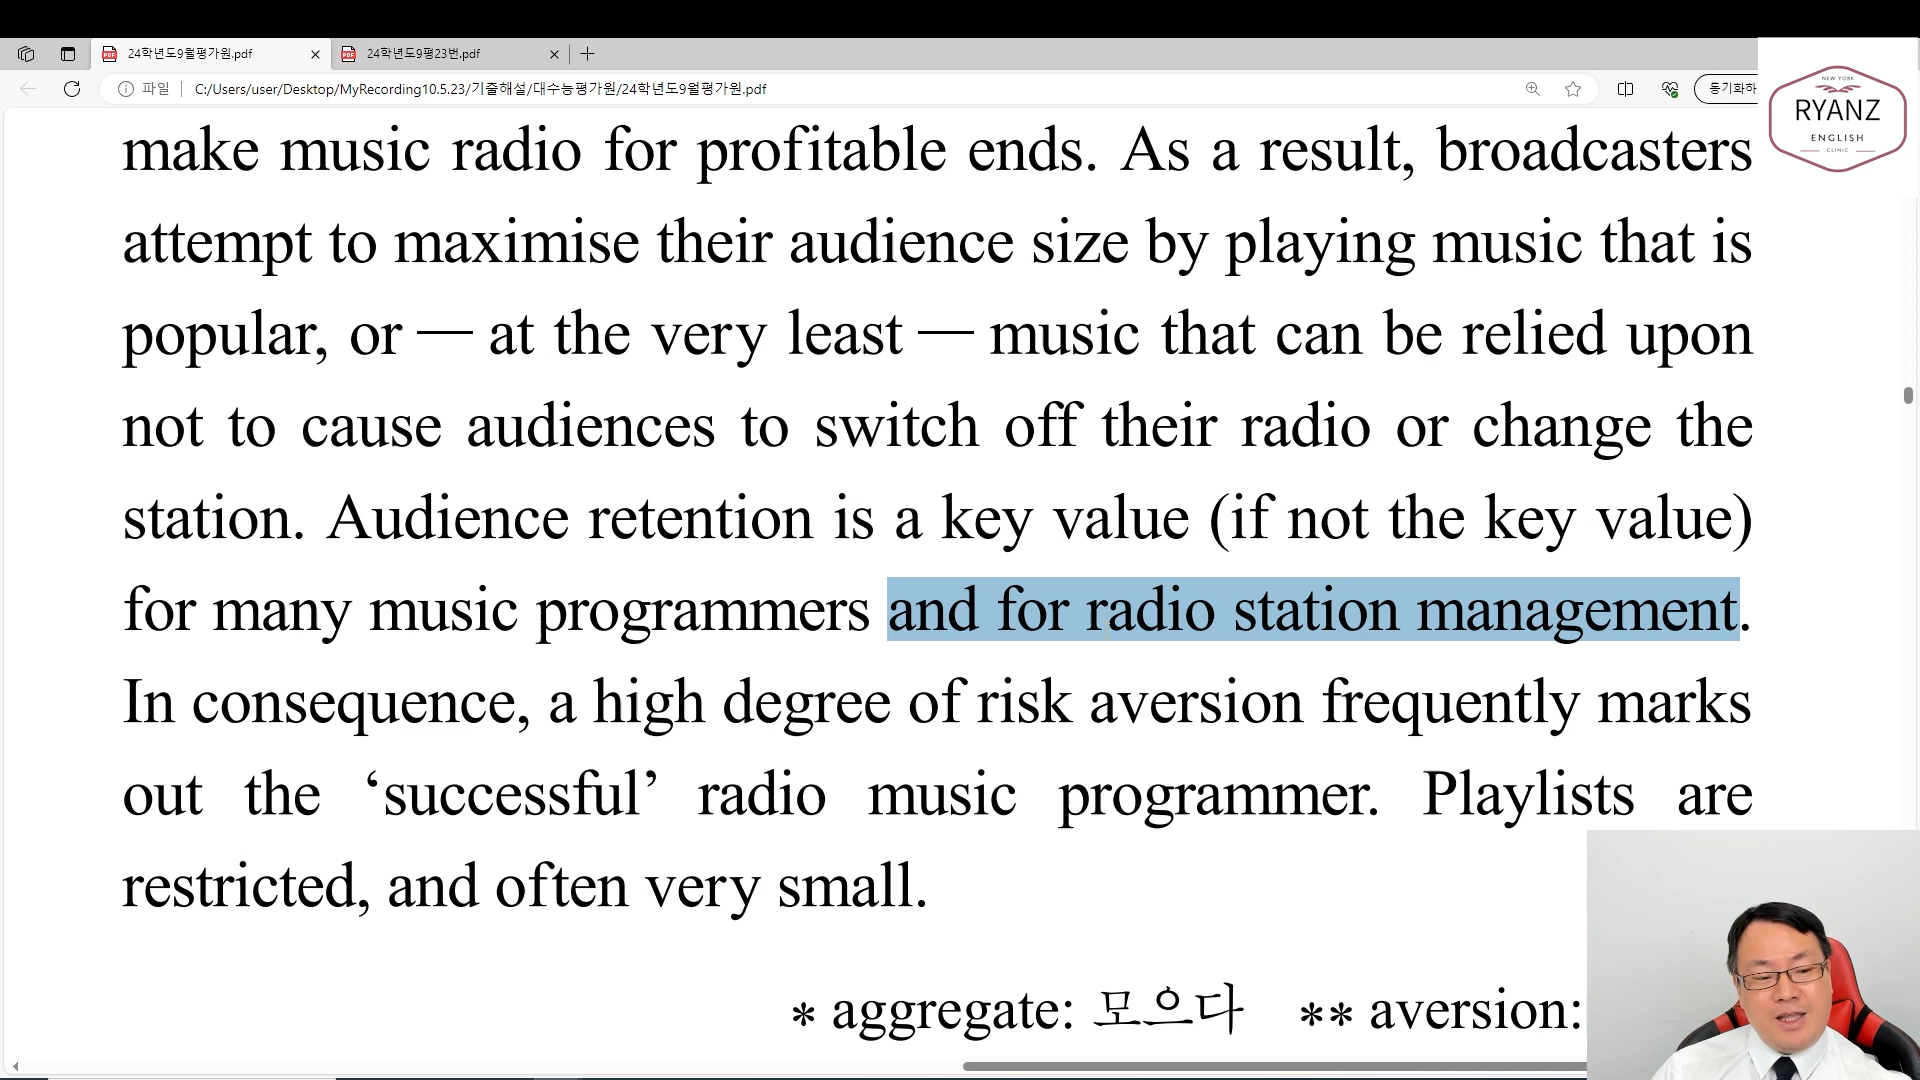 24학년도9월평가원.pdf
24학년도9평23번.pdf
파일
C:/Users/user/Desktop/MyRecording10.5.23/기출해설/대수능평가원/24학년도9월평가원.pdf
동기화하
NEW YORK
RYANZ
ENGLISH
CLINIC
make music radio for profitable ends. As a result, broadcasters
attempt to maximise their audience size by playing music that is
popular, or — at the very least — music that can be relied upon
not to cause audiences to switch off their radio or change the
station. Audience retention is a key value (if not the key value)
for many music programmers and for radio station management.
In consequence, a high degree of risk aversion frequently marks
out the ‘successful’ radio music programmer. Playlists are
restricted, and often very small.
* aggregate: 모으다 ** aversion: